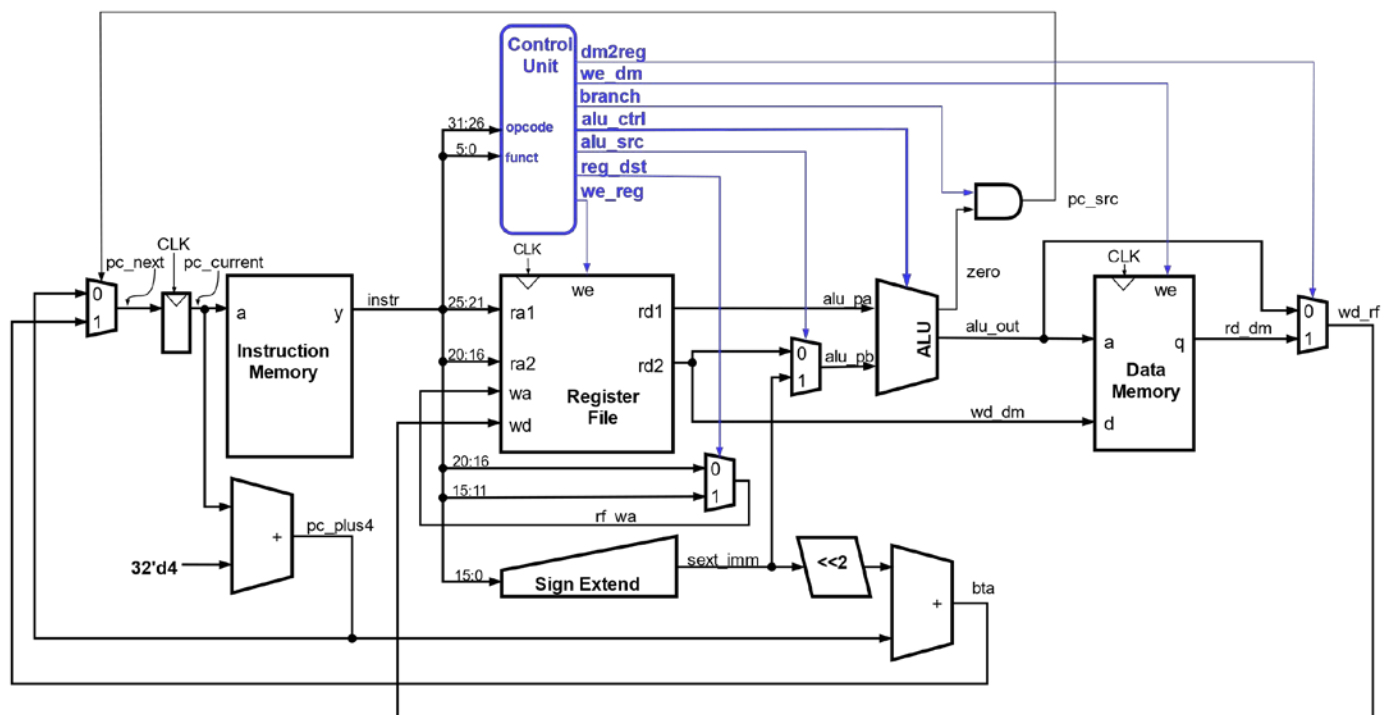 Control
Unit
opcode
funct
dm2reg
we_dm
branch
alu_ctrl
alu_src
reg_dst
we_reg
31:26
5:0
pc_src
CLK
pc_next
pc_current
0
1
a
y
Instruction
Memory
instr
25:21
20:16
CLK
we
ra1
ra2
wa
wd
rd1
rd2
Register
File
alu_pa
0
1
alu_pb
ALU
zero
alu_out
wd_dm
CLK
we
a
q
d
Data
Memory
rd_dm
0
1
wd_rf
20:16
15:11
0
1
rf_wa
32'd4
+
pc_plus4
15:0
Sign Extend
sext_imm
<<2
+
bta